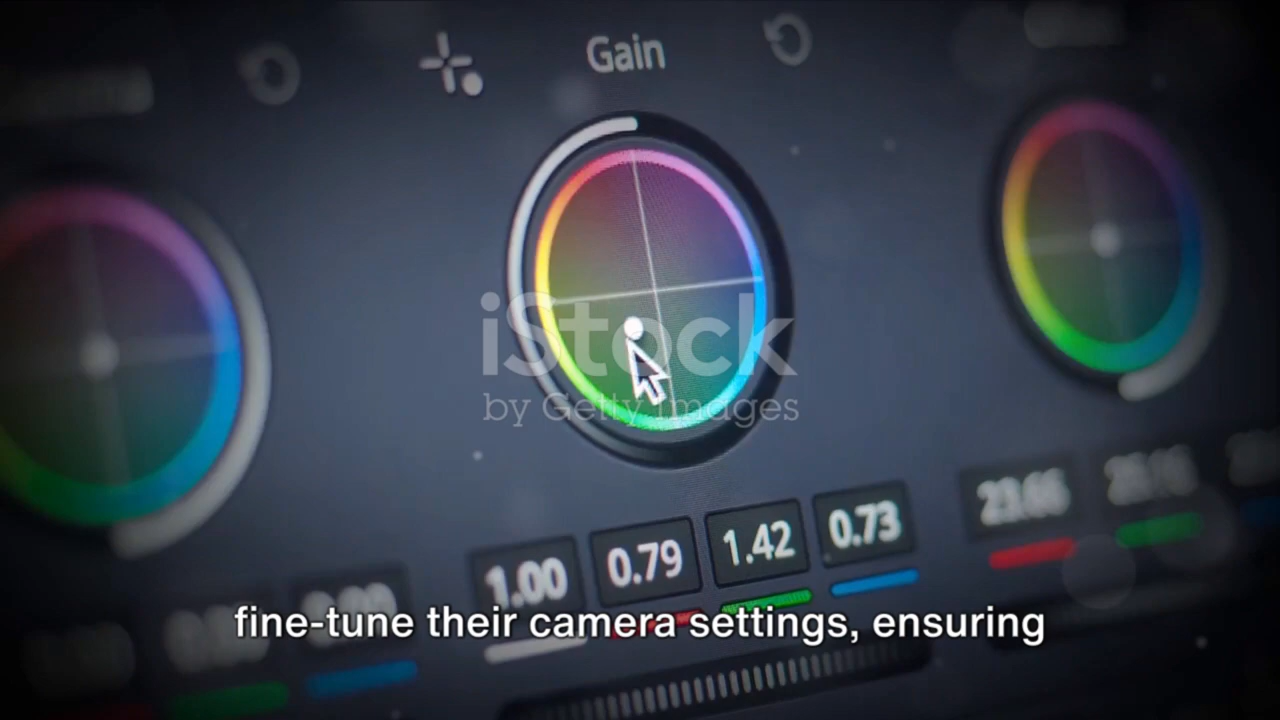 Gain
iStock
by Getty Images
1.00 0.79 1.42 0.73
23.66
fine-tune their camera settings, ensuring